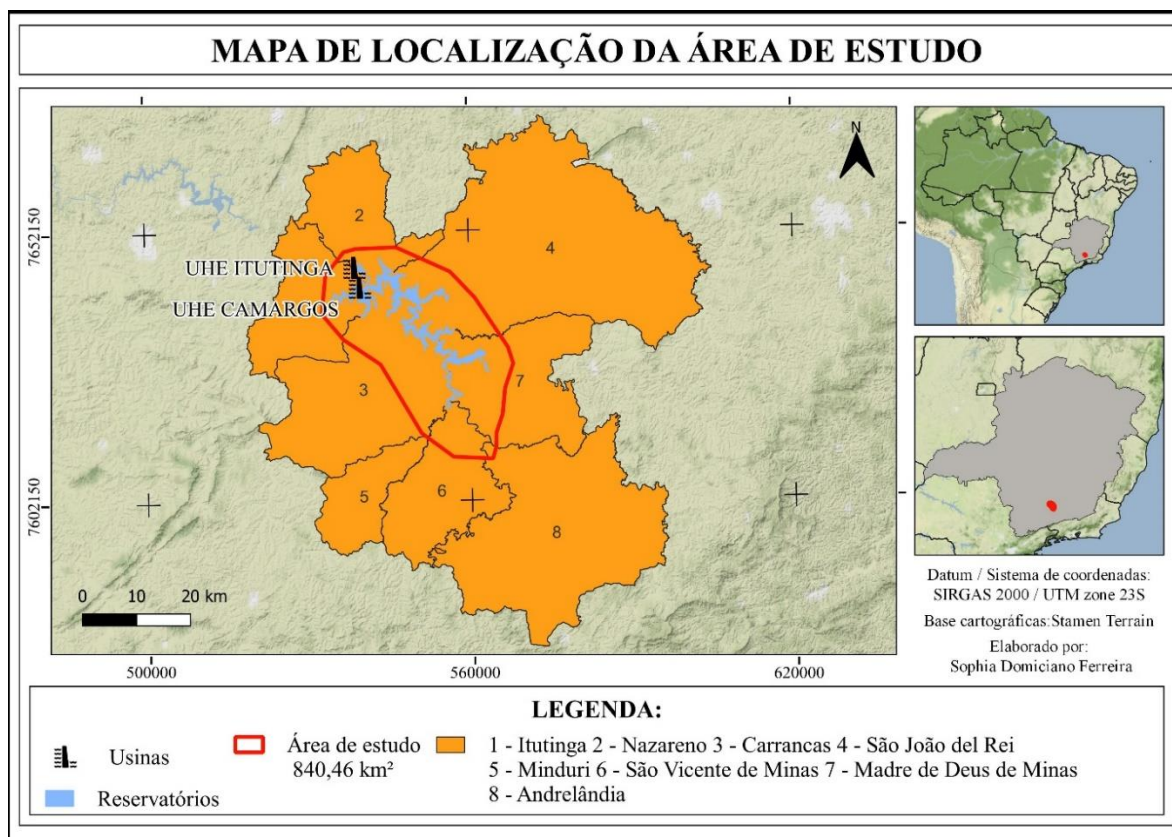 MAPA DE LOCALIZAÇÃO DA ÁREA DE ESTUDO
N
7652150
7602150
2
4
UHE ITUTINGA
UHE CAMARGOS
3
7
5
6
8
0 10 20 km
500000 560000 620000
Datum / Sistema de coordenadas:
SIRGAS 2000 / UTM zone 23S
Base cartográficas:Stamen Terrain
Elaborado por:
Sophia Domiciano Ferreira
LEGENDA:
Usinas
Reservatórios
Área de estudo
840,46 km²
1 - Itutinga 2 - Nazareno 3 - Carrancas 4 - São João del Rei
5 - Minduri 6 - São Vicente de Minas 7 - Madre de Deus de Minas
8 - Andrelândia